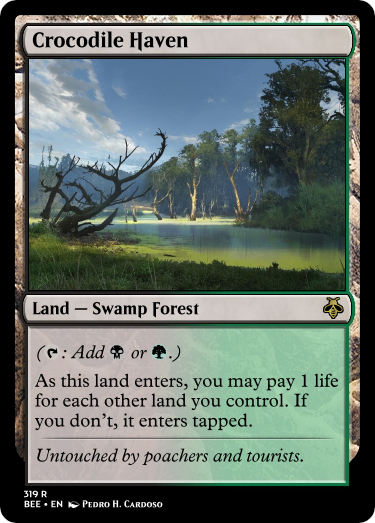 Crocodile Haven
Land — Swamp Forest
(: Add or .)
As this land enters, you may pay 1 life
for each other land you control. If
you don't, it enters tapped.
Untouched by poachers and tourists.
319 R
BEE • EN Pedro H. Cardoso